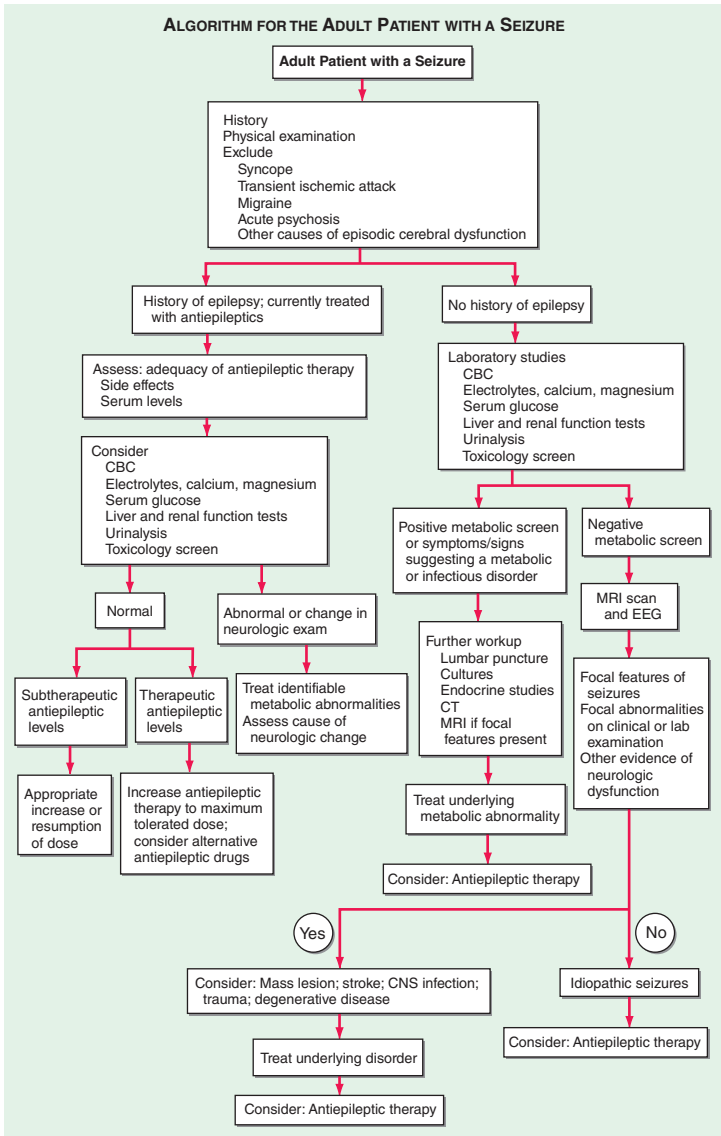 ALGORITHM FOR THE ADULT PATIENT WITH A SEIZURE
Adult Patient with a Seizure
History
Physical examination
Exclude
Syncope
Transient ischemic attack
Migraine
Acute psychosis
Other causes of episodic cerebral dysfunction
History of epilepsy; currently treated
with antiepileptics
No history of epilepsy
Assess: adequacy of antiepileptic therapy
Side effects
Serum levels
Laboratory studies
CBC
Electrolytes, calcium, magnesium
Serum glucose
Liver and renal function tests
Urinalysis
Toxicology screen
Consider
CBC
Electrolytes, calcium, magnesium
Serum glucose
Liver and renal function tests
Urinalysis
Toxicology screen
Positive metabolic screen
or symptoms/signs
suggesting a metabolic
or infectious disorder
Negative
metabolic screen
Normal
Abnormal or change in
neurologic exam
MRI scan
and EEG
Further workup
Lumbar puncture
Cultures
Endocrine studies
CT
MRI if focal
features present
Subtherapeutic
antiepileptic
levels
Therapeutic
antiepileptic
levels
Treat identifiable
metabolic abnormalities
Assess cause of
neurologic change
Focal features of
seizures
Focal abnormalities
on clinical or lab
examination
Other evidence of
neurologic
dysfunction
Appropriate
increase or
resumption
of dose
Increase antiepileptic
therapy to maximum
tolerated dose;
consider alternative
antiepileptic drugs
Treat underlying
metabolic abnormality
Consider: Antiepileptic therapy
Yes
No
Consider: Mass lesion; stroke; CNS infection;
trauma; degenerative disease
Idiopathic seizures
Treat underlying disorder
Consider: Antiepileptic therapy
Consider: Antiepileptic therapy